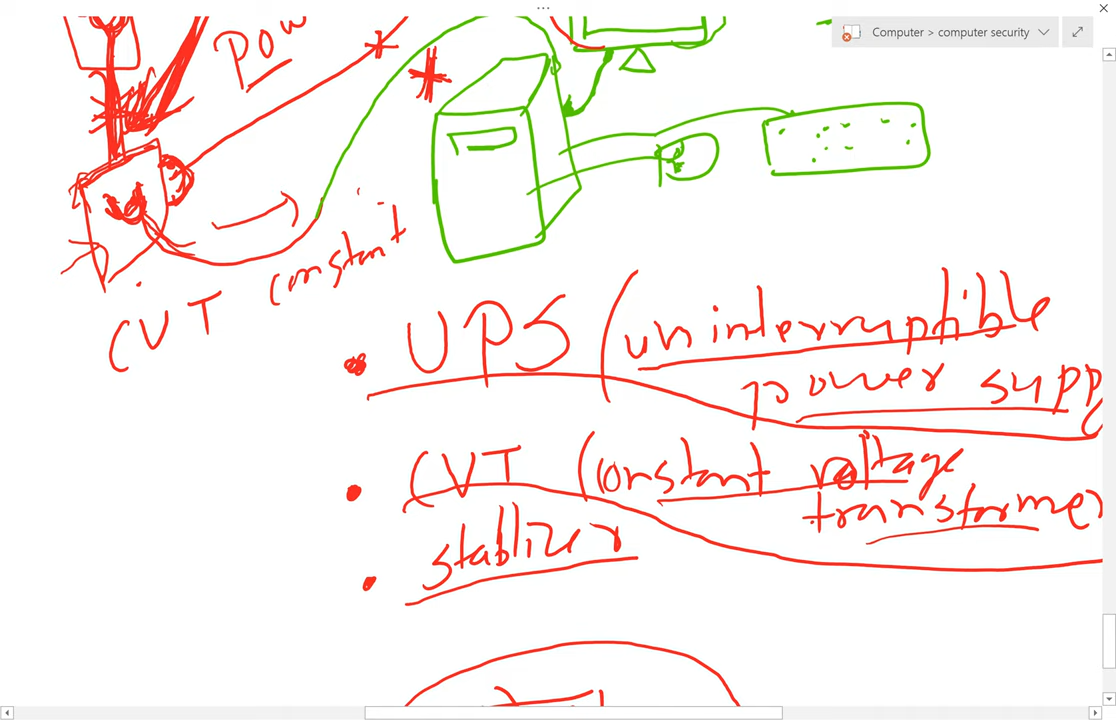 Computer > computer security
pow
constant
CVT
UPS (uninterruptible
power supp
CVT (constant voltage
transformer
stablizer